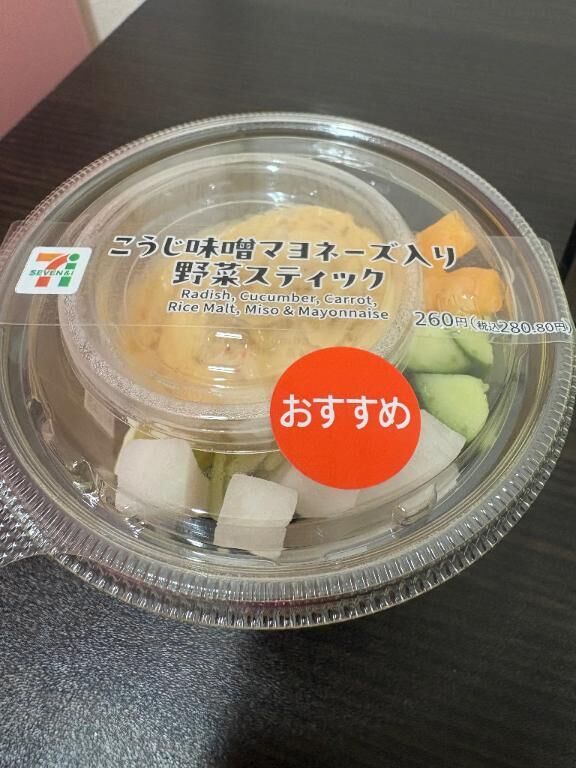 こうじ味噌マヨネーズ入り
野菜スティック
Radish, Cucumber, Carrot,
Rice Malt, Miso & Mayonnaise
260円(税込280.80円)
SEVEN&i
おすすめ